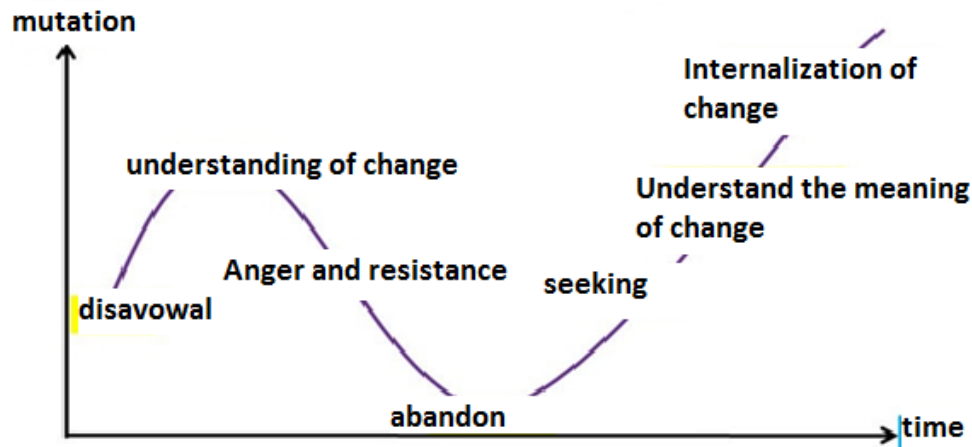 mutation
Internalization of
change
understanding of change
Understand the meaning
of change
Anger and resistance
seeking
disavowal
abandon
time